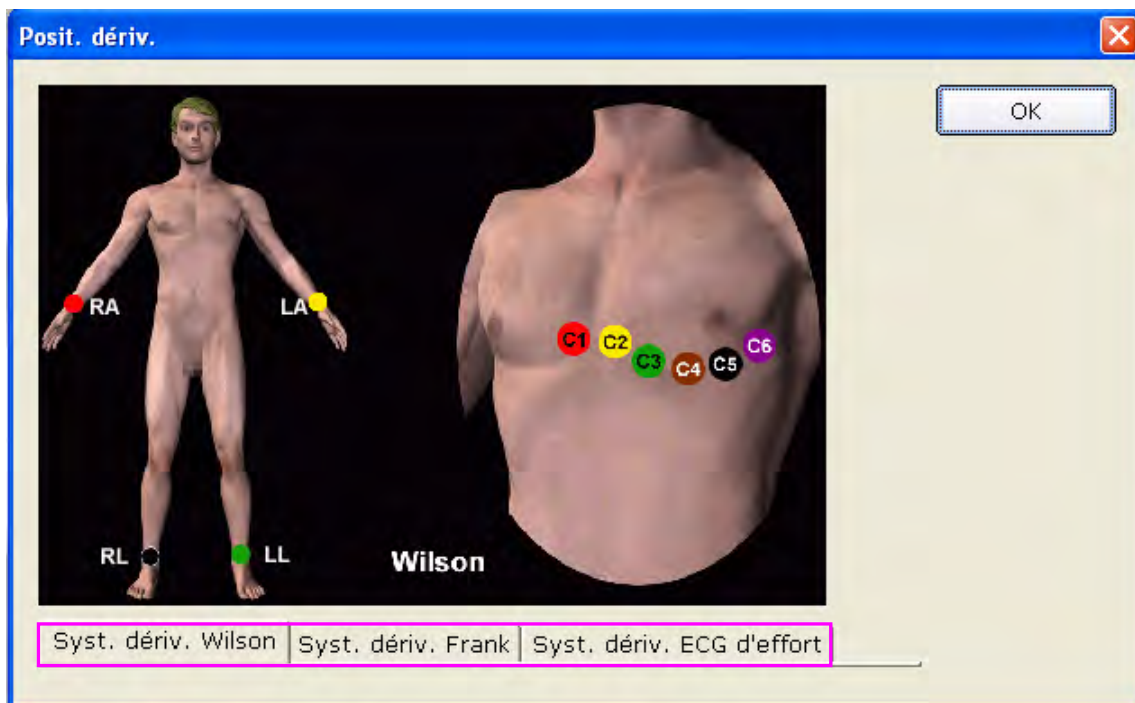 Posit. dériv.
OK
RA
LA
C1
C2
C3
C4
C5
C6
RL
LL
Wilson
Syst. dériv. Wilson
Syst. dériv. Frank
Syst. dériv. ECG d'effort